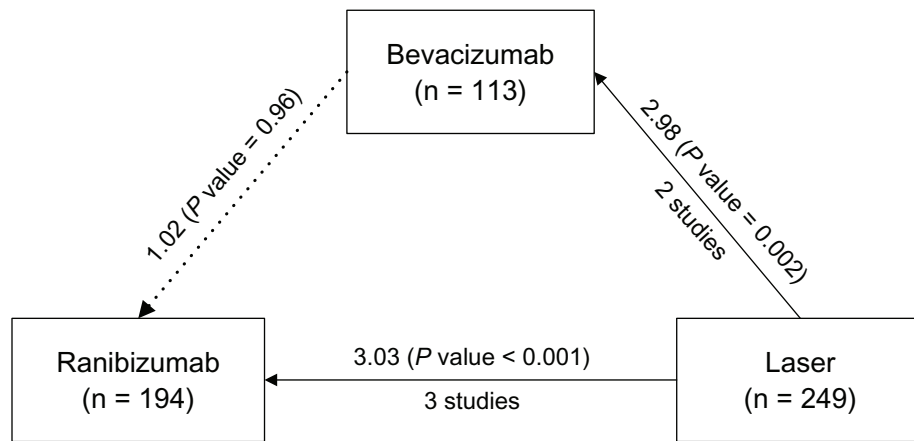 Bevacizumab
(n = 113)
1.02 (P value = 0.96)
2.98 (P value = 0.002)
2 studies
Ranibizumab
(n = 194)
3.03 (P value < 0.001)
3 studies
Laser
(n = 249)